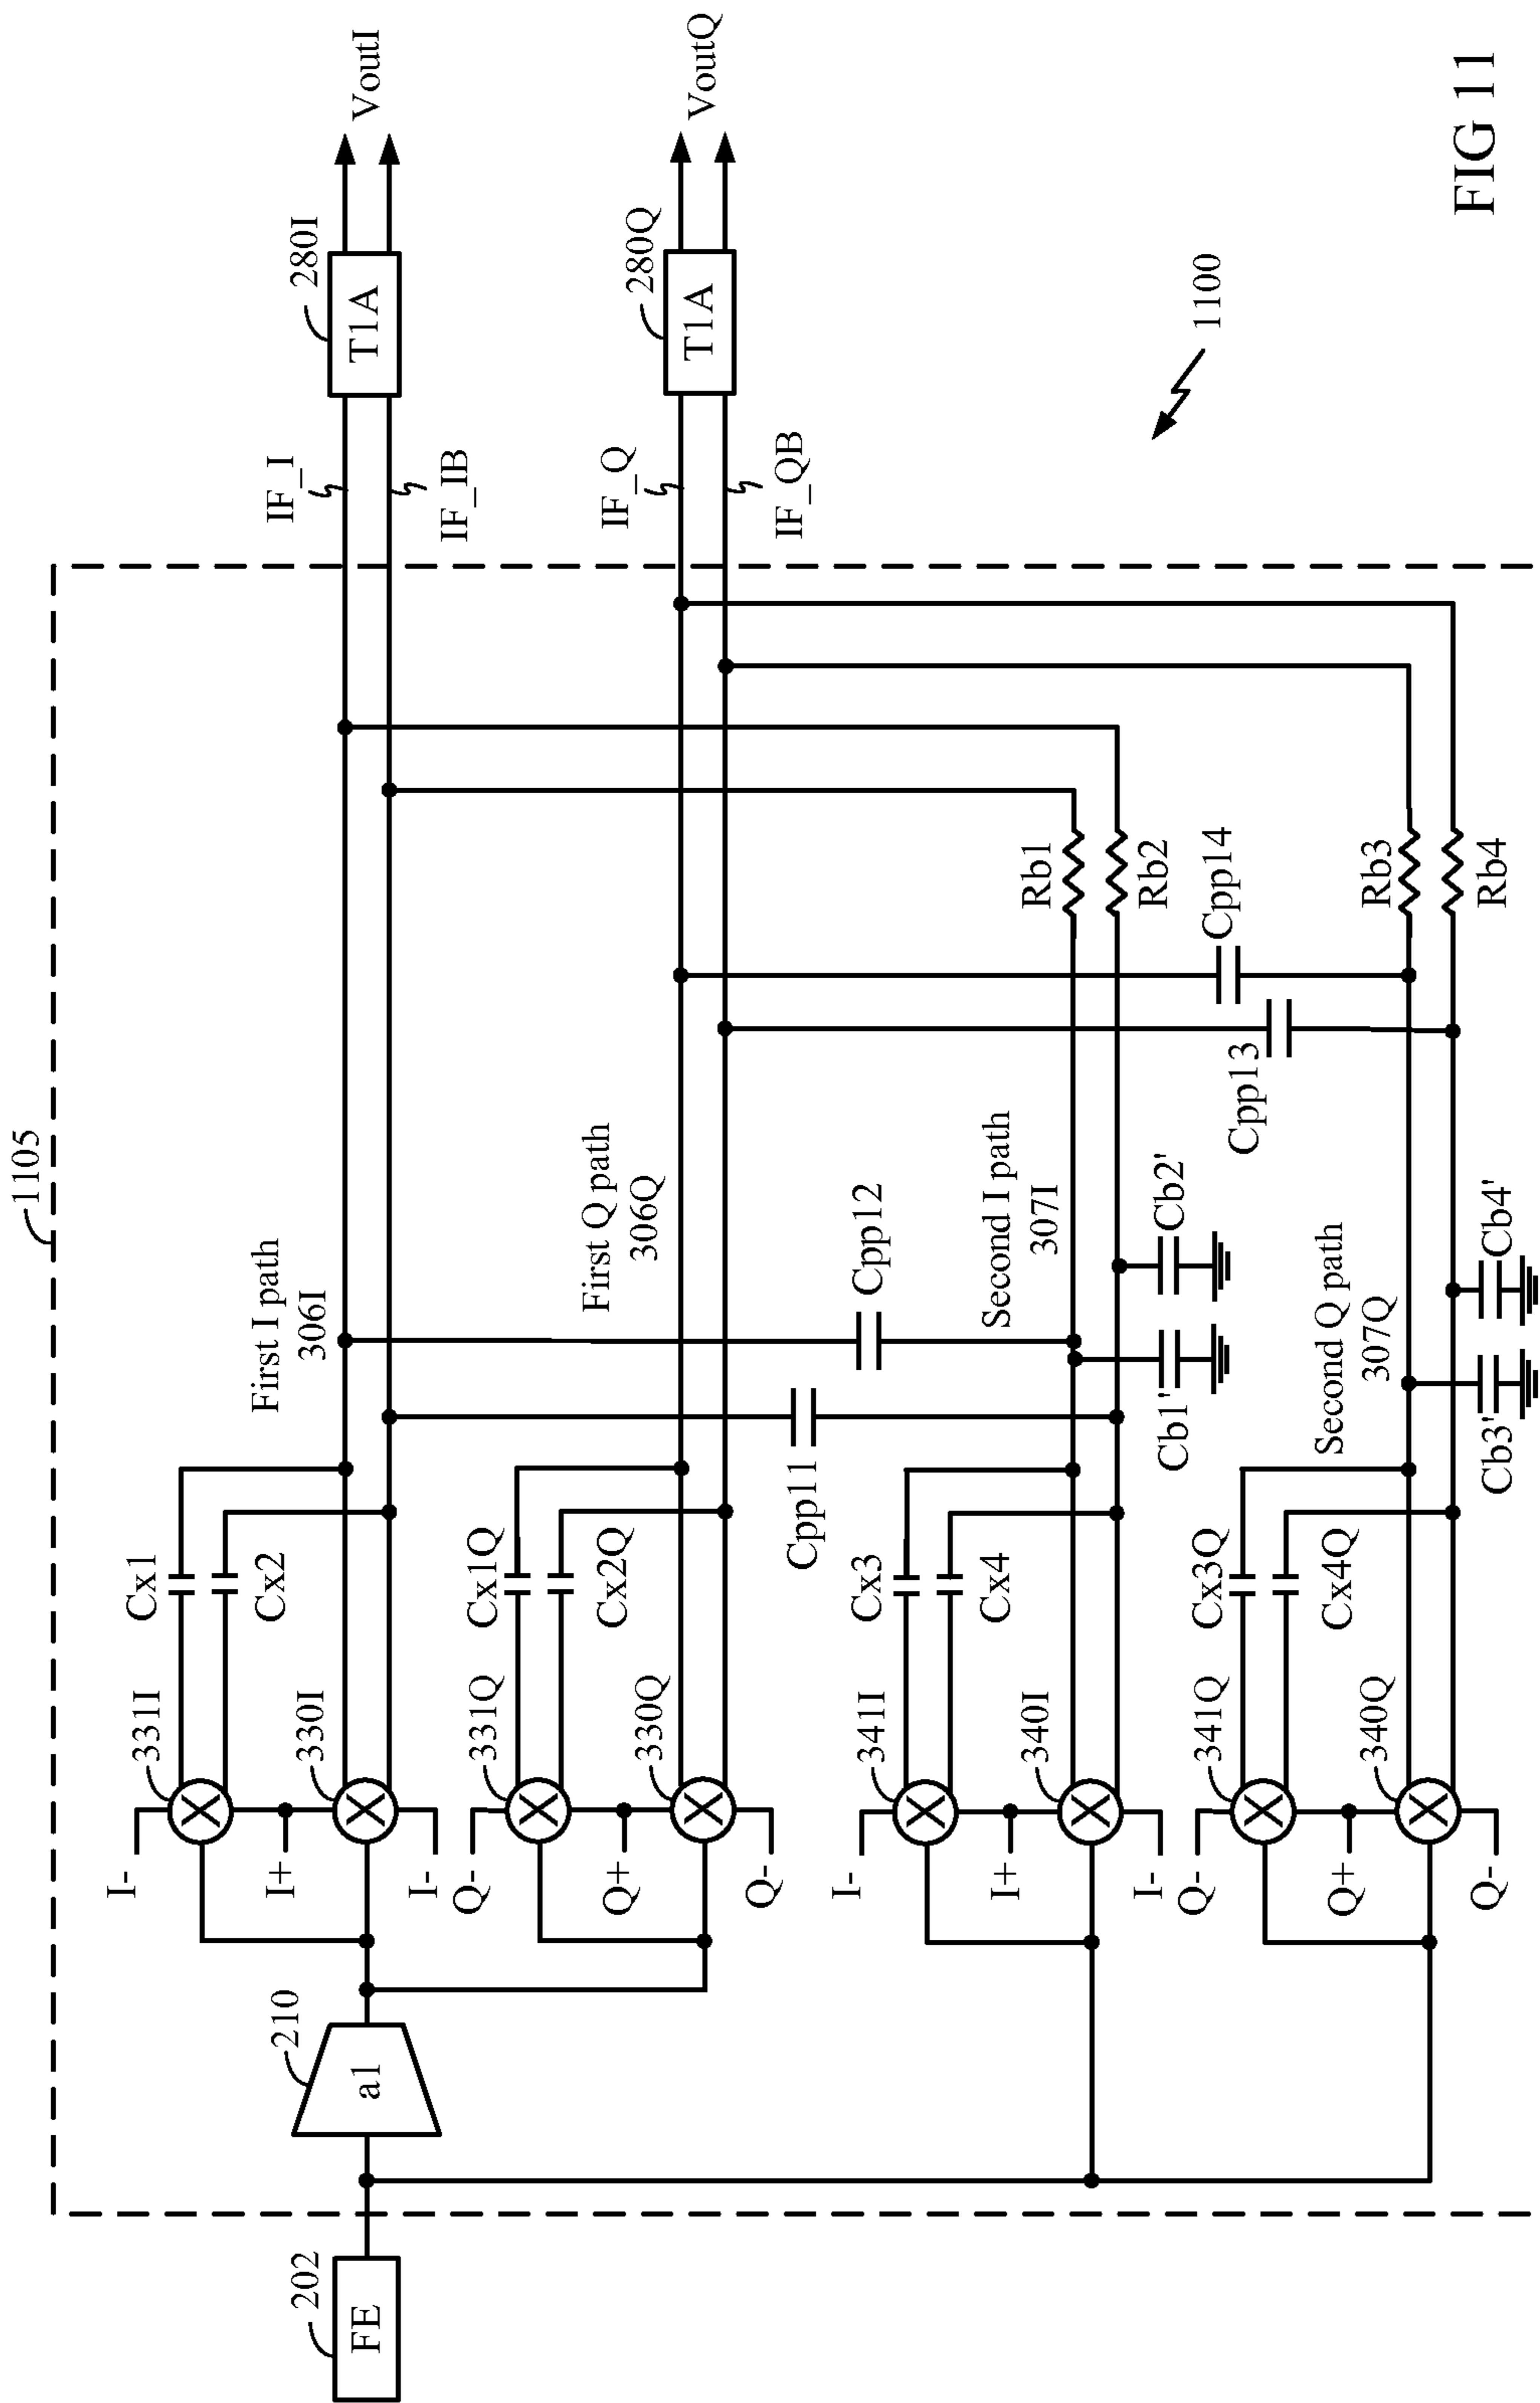 1105
202
FE
210
a1
I-
331I
Cx1
Cx2
I+
330I
I-
First I path
306I
IF_I
IF_IB
280I
T1A
VoutI
Q-
331Q
Cx1Q
Cx2Q
Q+
330Q
Q-
First Q path
306Q
IF_Q
IF_QB
280Q
T1A
VoutQ
Cpp11
Cpp12
I-
341I
Cx3
Cx4
I+
340I
I-
Second I path
307I
Cb1'
Cb2'
Rb1
Rb2
Cpp13
Cpp14
Q-
341Q
Cx3Q
Cx4Q
Q+
340Q
Q-
Second Q path
307Q
Cb3'
Cb4'
Rb3
Rb4
1100
FIG 11